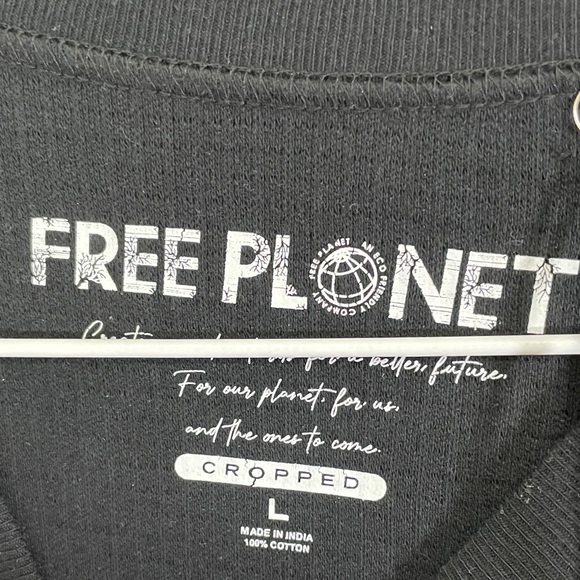 FREE PLANET
FREE PLANET AN ECO FRIENDLY COMPANY
for a better, future.
For our planet, for us,
and the ones to come.
CROPPED
L
MADE IN INDIA
100% COTTON